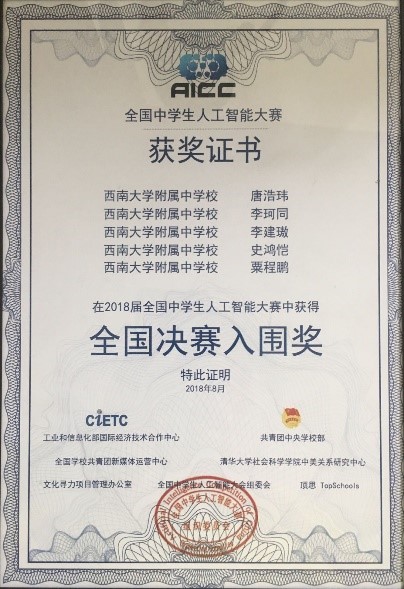 AICC
全国中学生人工智能大赛
获奖证书
西南大学附属中学校 唐浩玮
西南大学附属中学校 李珂同
西南大学附属中学校 李建璈
西南大学附属中学校 史鸿恺
西南大学附属中学校 粟程鹏
在2018届全国中学生人工智能大赛中获得
全国决赛入围奖
特此证明
2018年8月
CiETC
工业和信息化部国际经济技术合作中心 共青团中央学校部
全国学校共青团新媒体运营中心 清华大学社会科学学院中美关系研究中心
文化寻力项目管理办公室 全国中学生人工智能大会组委会 顶思 TopSchools